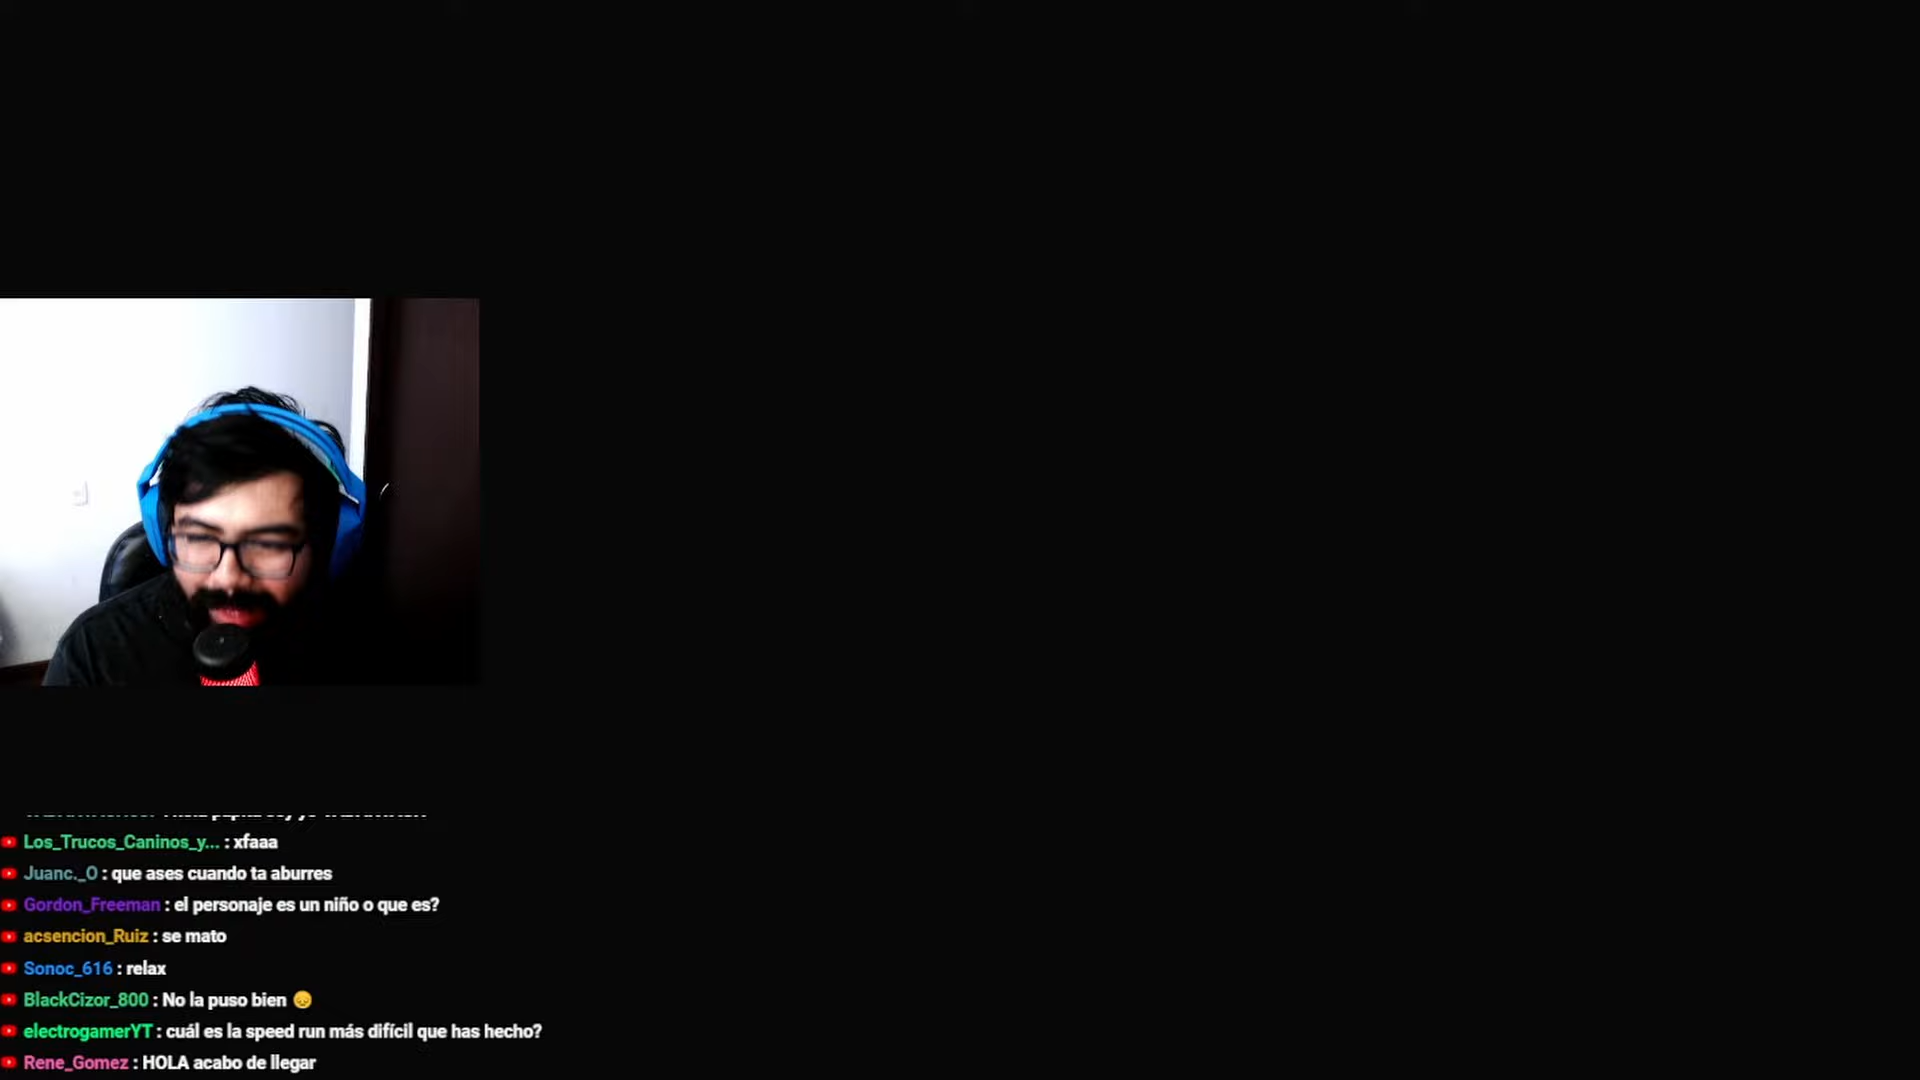 Los_Trucos_Caninos_y... : xfaaa
Juanc._O : que ases cuando ta aburres
Gordon_Freeman : el personaje es un niño o que es?
acsencion_Ruiz : se mato
Sonoc_616 : relax
BlackCizor_800 : No la puso bien 😞
electrogamerYT : cuál es la speed run más difícil que has hecho?
Rene_Gomez : HOLA acabo de llegar